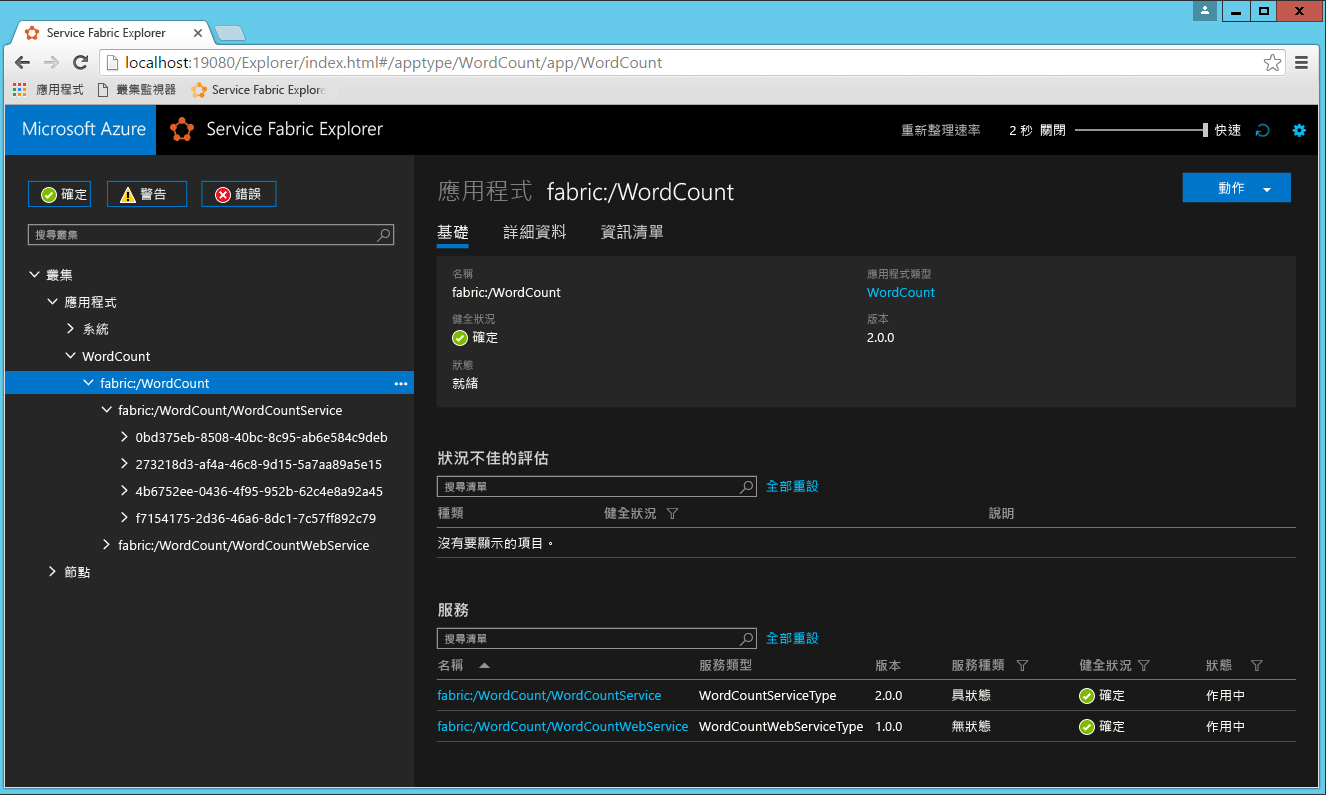 Service Fabric Explorer
localhost:19080/Explorer/index.html#/apptype/WordCount/app/WordCount
應用程式 叢集監視器 Service Fabric Explore
Microsoft Azure Service Fabric Explorer 重新整理速率 2 秒 關閉 快速
確定 警告 錯誤
搜尋叢集
叢集
應用程式
系統
WordCount
fabric:/WordCount
fabric:/WordCount/WordCountService
0bd375eb-8508-40bc-8c95-ab6e584c9deb
273218d3-af4a-46c8-9d15-5a7aa89a5e15
4b6752ee-0436-4f95-952b-62c4e8a92a45
f7154175-2d36-46a6-8dc1-7c57ff892c79
fabric:/WordCount/WordCountWebService
節點
應用程式 fabric:/WordCount 動作
基礎 詳細資料 資訊清單
名稱 應用程式類型
fabric:/WordCount WordCount
健全狀況 版本
確定 2.0.0
狀態
就緒
狀況不佳的評估
搜尋清單 全部重設
種類 健全狀況 說明
沒有要顯示的項目。
服務
搜尋清單 全部重設
名稱 服務類型 版本 服務種類 健全狀況 狀態
fabric:/WordCount/WordCountService WordCountServiceType 2.0.0 具狀態 確定 作用中
fabric:/WordCount/WordCountWebService WordCountWebServiceType 1.0.0 無狀態 確定 作用中